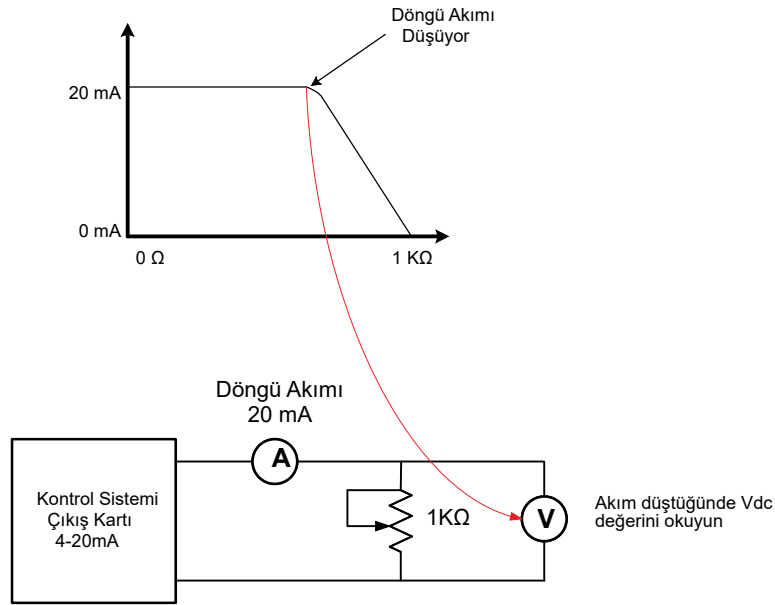 Döngü Akımı
Düşüyor
20 mA
0 mA
0 Ω
1 KΩ
Döngü Akımı
20 mA
A
Kontrol Sistemi
Çıkış Kartı
4-20mA
1KΩ
V
Akım düştüğünde Vdc
değerini okuyun